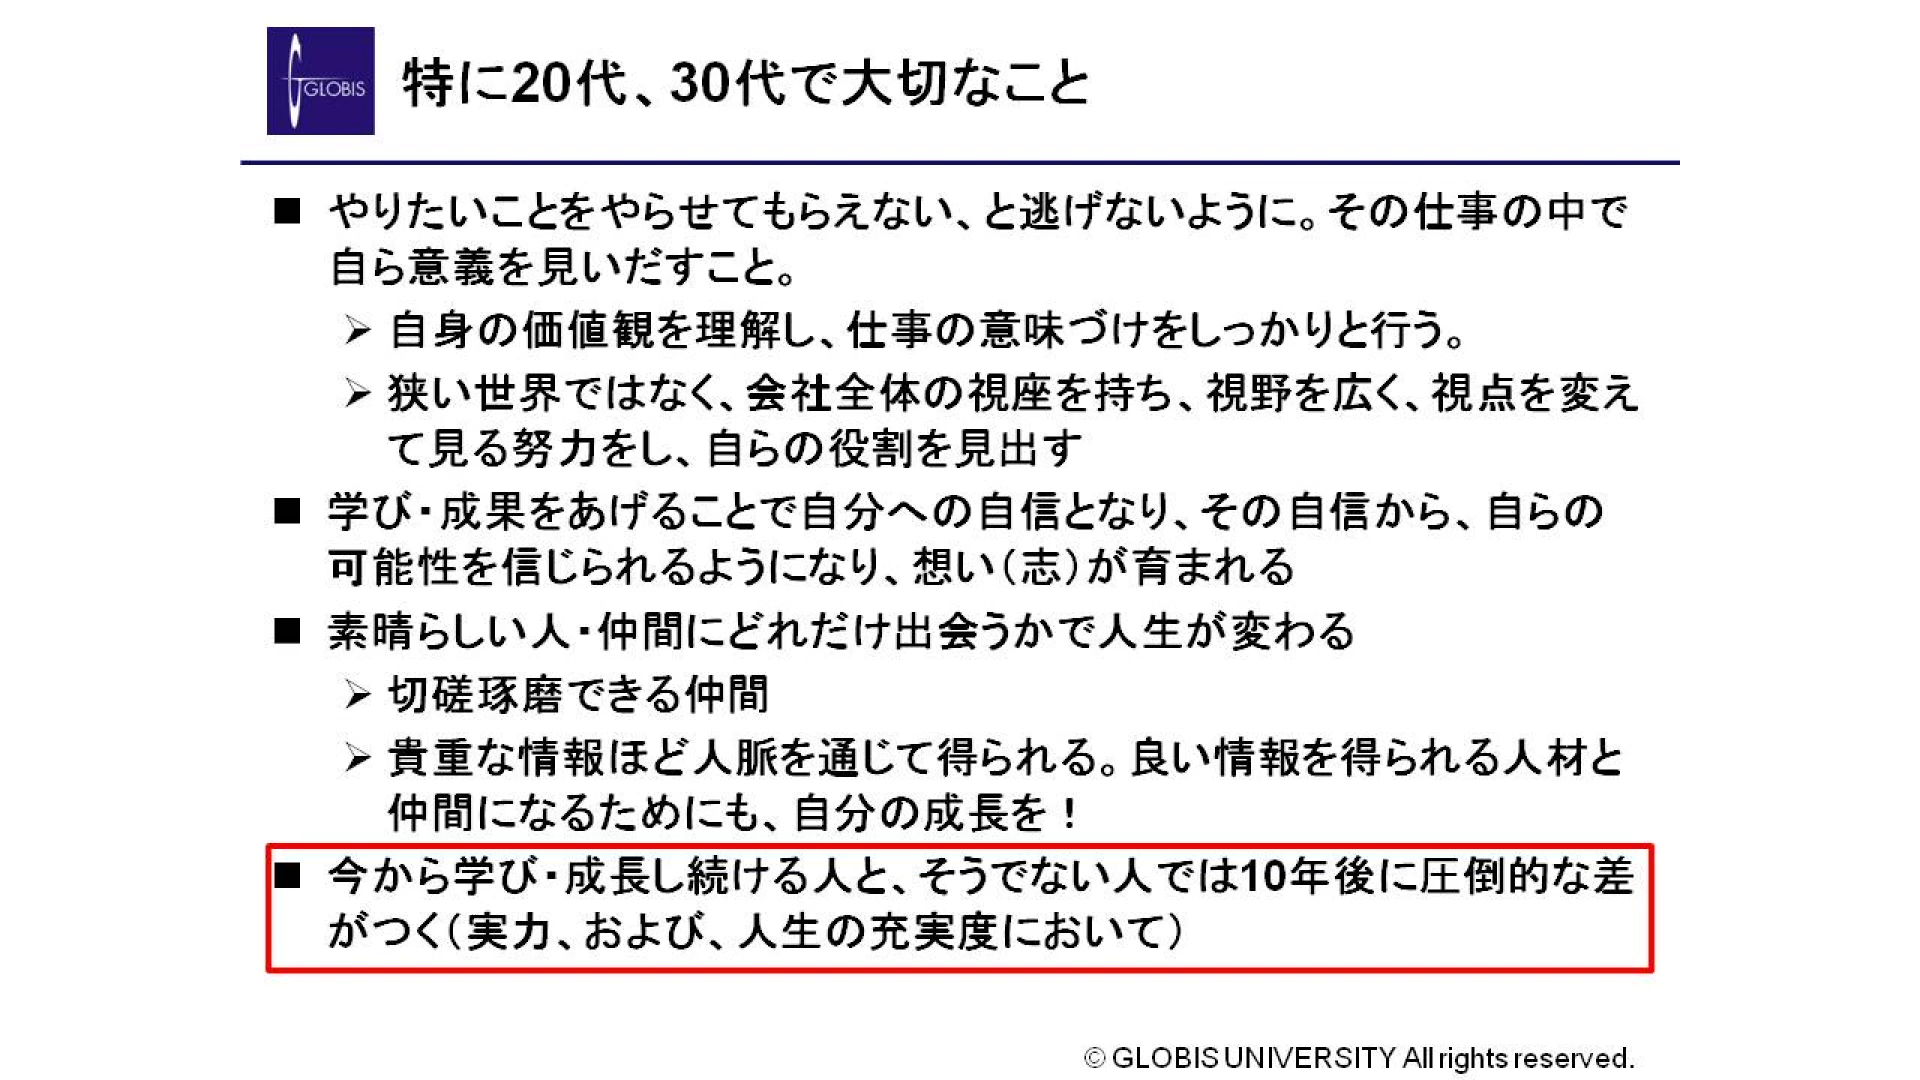 GLOBIS
特に20代、30代で大切なこと
■ やりたいことをやらせてもらえない、と逃げないように。その仕事の中で
自ら意義を見いだすこと。
➢ 自身の価値観を理解し、仕事の意味づけをしっかりと行う。
➢ 狭い世界ではなく、会社全体の視座を持ち、視野を広く、視点を変え
て見る努力をし、自らの役割を見出す
■ 学び・成果をあげることで自分への自信となり、その自信から、自らの
可能性を信じられるようになり、想い（志）が育まれる
■ 素晴らしい人・仲間にどれだけ出会うかで人生が変わる
➢ 切磋琢磨できる仲間
➢ 貴重な情報ほど人脈を通じて得られる。良い情報を得られる人材と
仲間になるためにも、自分の成長を！
■ 今から学び・成長し続ける人と、そうでない人では10年後に圧倒的な差
がつく（実力、および、人生の充実度において）
© GLOBIS UNIVERSITY All rights reserved.